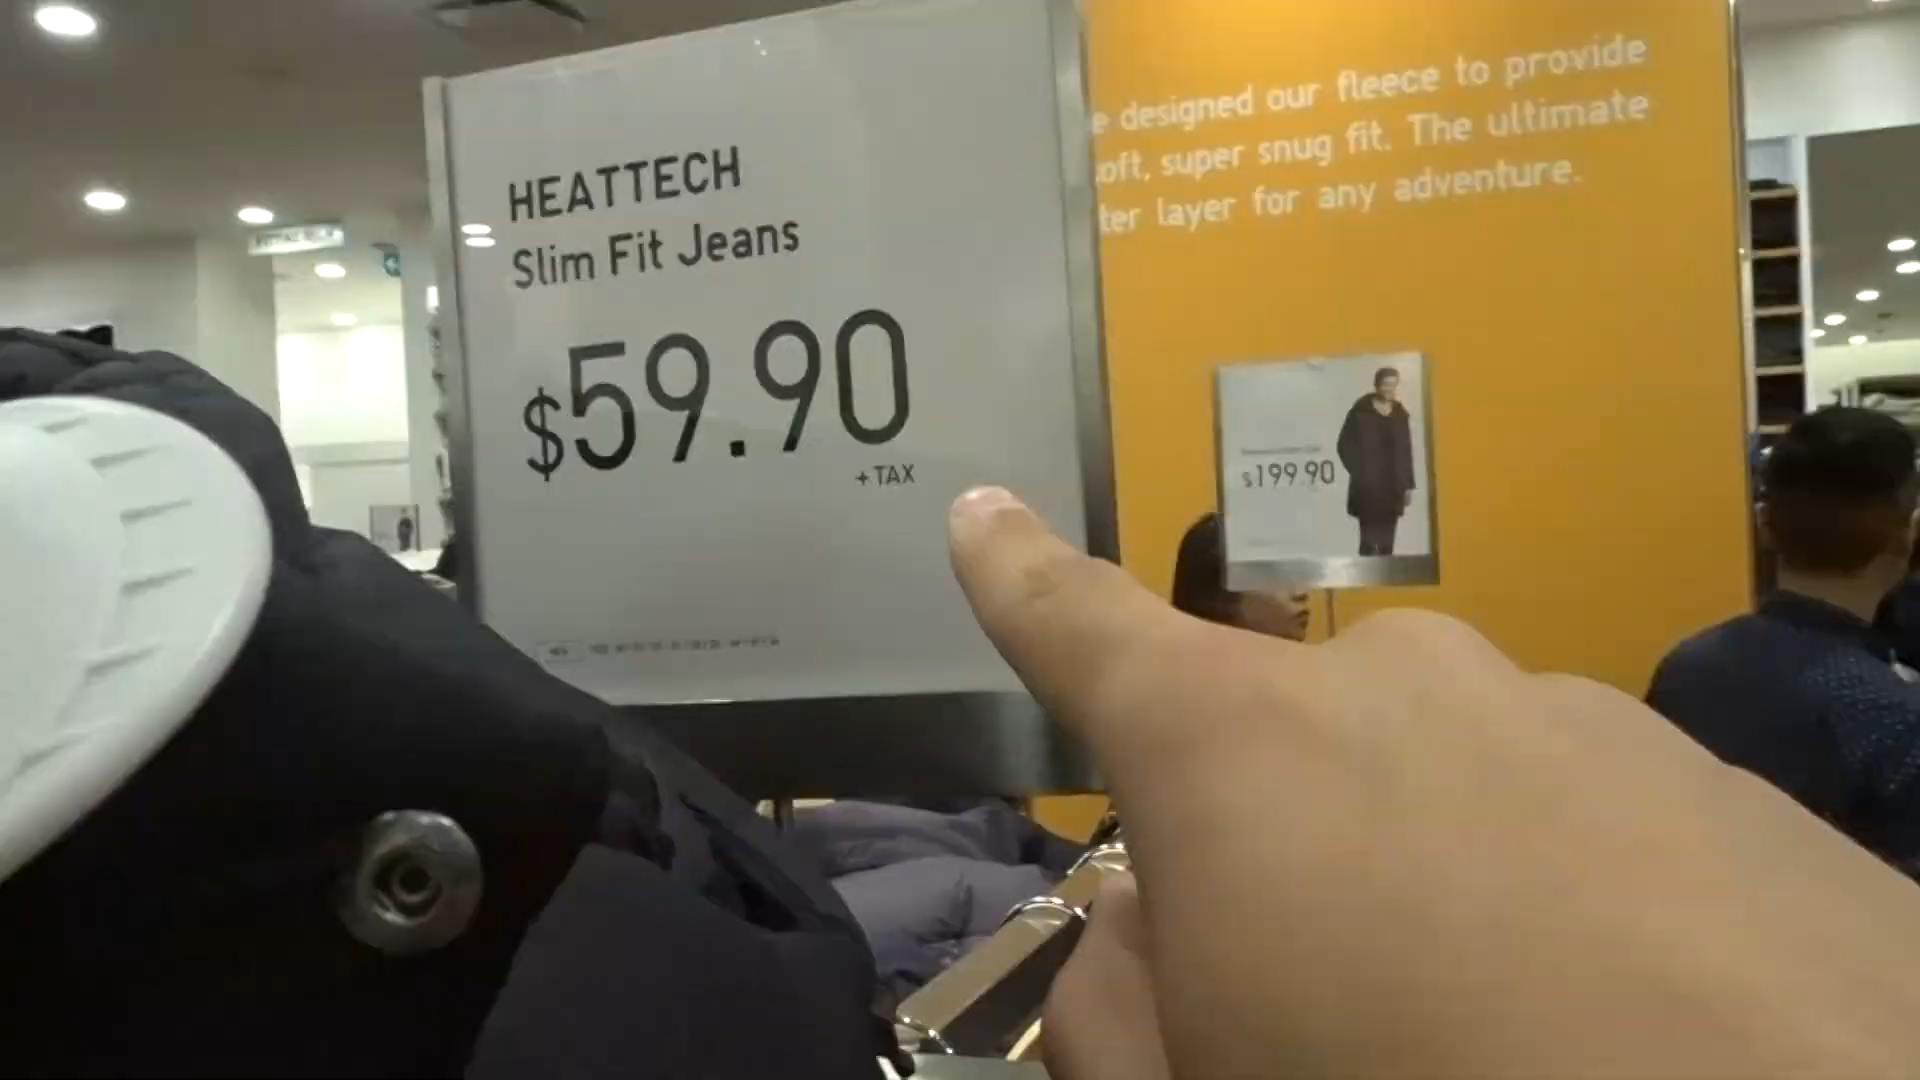 HEATTECH
Slim Fit Jeans
$59.90
+TAX
e designed our fleece to provide
oft, super snug fit. The ultimate
ter layer for any adventure.
$199.90